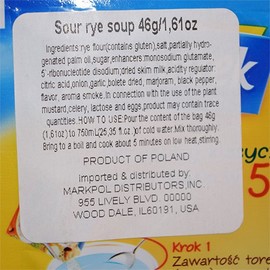 Sour rye soup 46g/1,61oz
Ingredients:rye flour(contains gluten),salt,partially hydro-
genated palm oil,sugar,enhancers monosodium glutamate,
5'-ribonucleotide disodium,dried skim milk,acidity regulator:
citric acid,onion,garlic,bolete dried, marjoram, black pepper,
flavor, aroma smoke.In connection with the use of the plant
mustard,celery, lactose and eggs product may contain trace
quantities. HOW TO USE:Pour the content of the bag 46g
(1,61oz) to 750mL(25,35 fl.oz) of cold water.Mix thoroughly.
Bring to a boil and cook about 5 minutes on low heat,stirring.
PRODUCT OF POLAND
Imported & distributed by:
MARKPOL DISTRIBUTORS,INC.
955 LIVELY BLVD. 00000
WOOD DALE, IL60191, USA
5
Krok 1
Zawartość tore